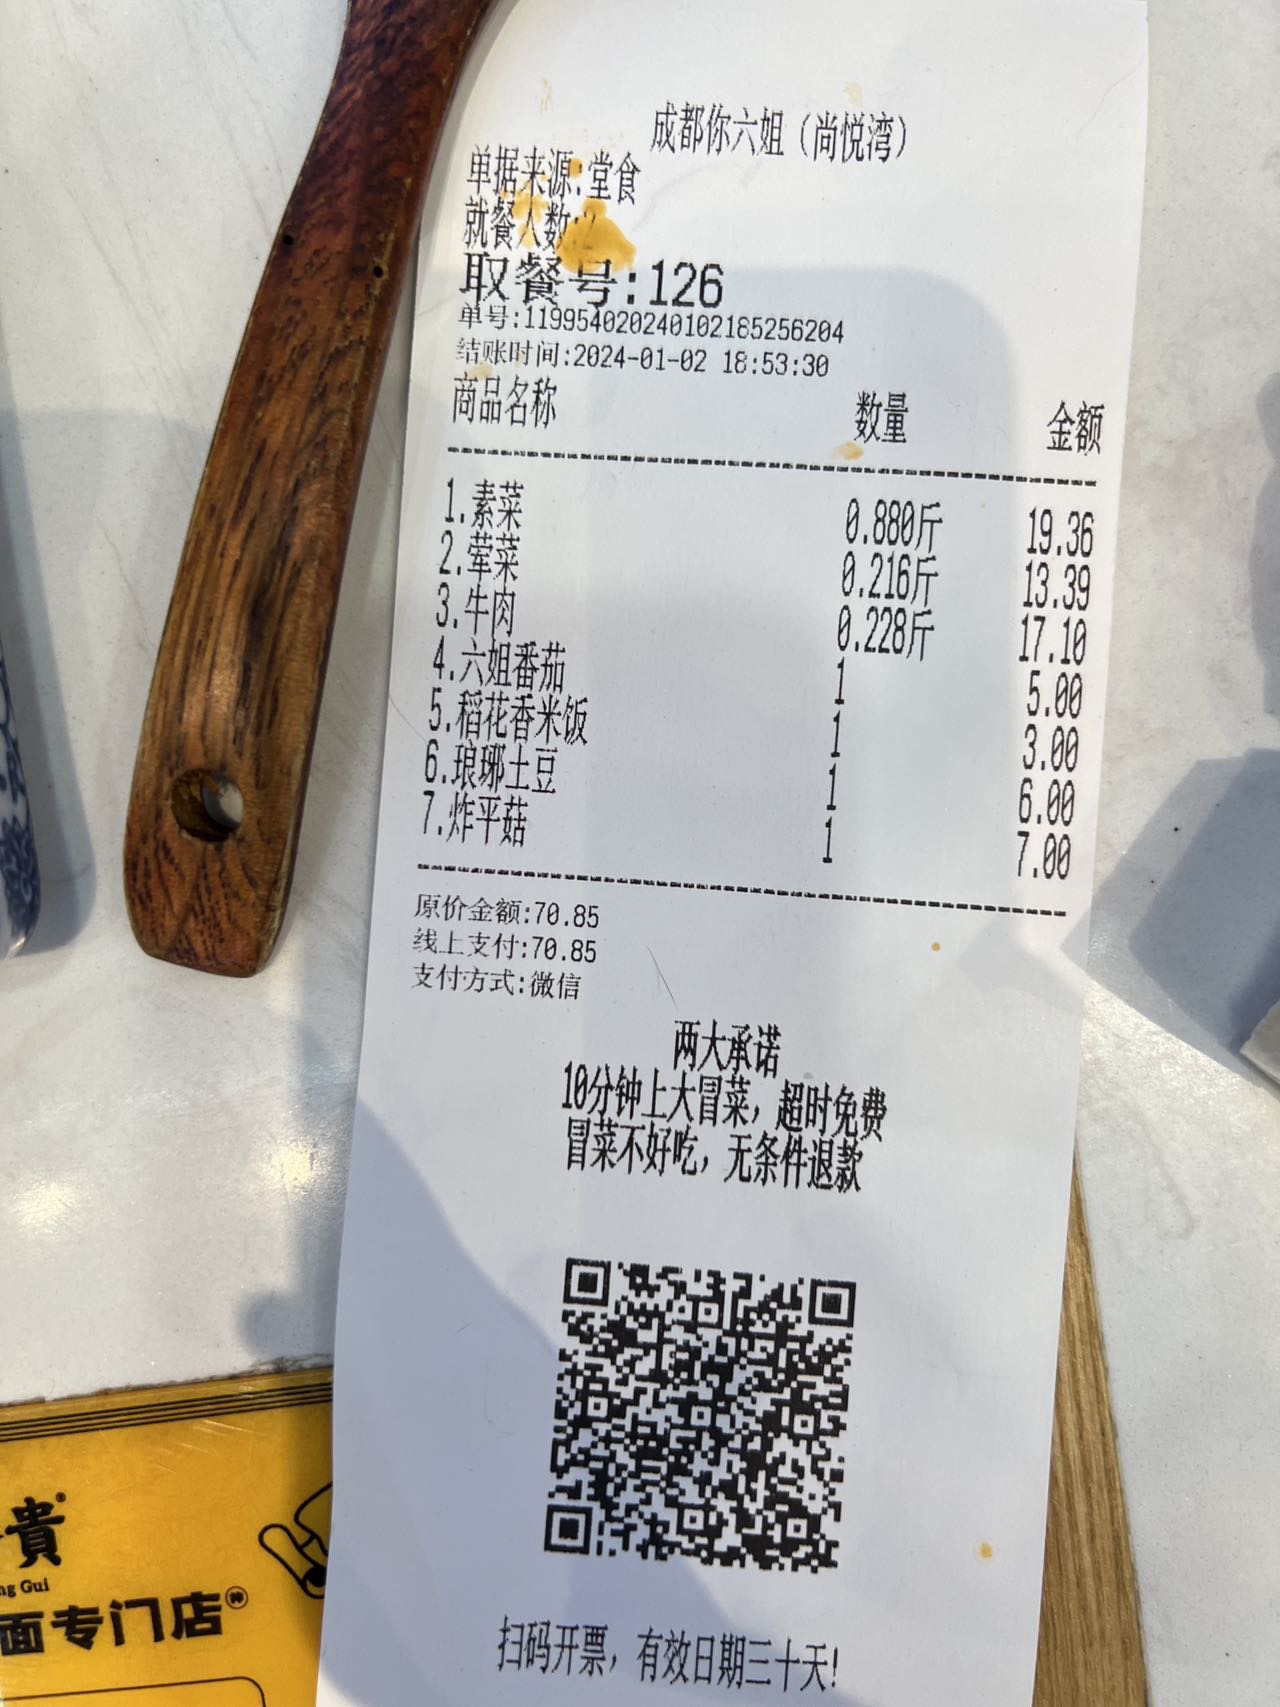 成都你六姐（尚悦湾）
单据来源:堂食
就餐人数:2
取餐号:126
单号:119954020240102185256204
结账时间:2024-01-02 18:53:30
商品名称 数量 金额
1.素菜 0.880斤 19.36
2.荤菜 0.216斤 13.39
3.牛肉 0.228斤 17.10
4.六姐番茄 1 5.00
5.稻花香米饭 1 3.00
6.琅琊土豆 1 6.00
7.炸平菇 1 7.00
原价金额:70.85
线上支付:70.85
支付方式:微信
两大承诺
10分钟上大冒菜，超时免费
冒菜不好吃，无条件退款
扫码开票，有效日期三十天!
貴®
ng Gui
面专门店